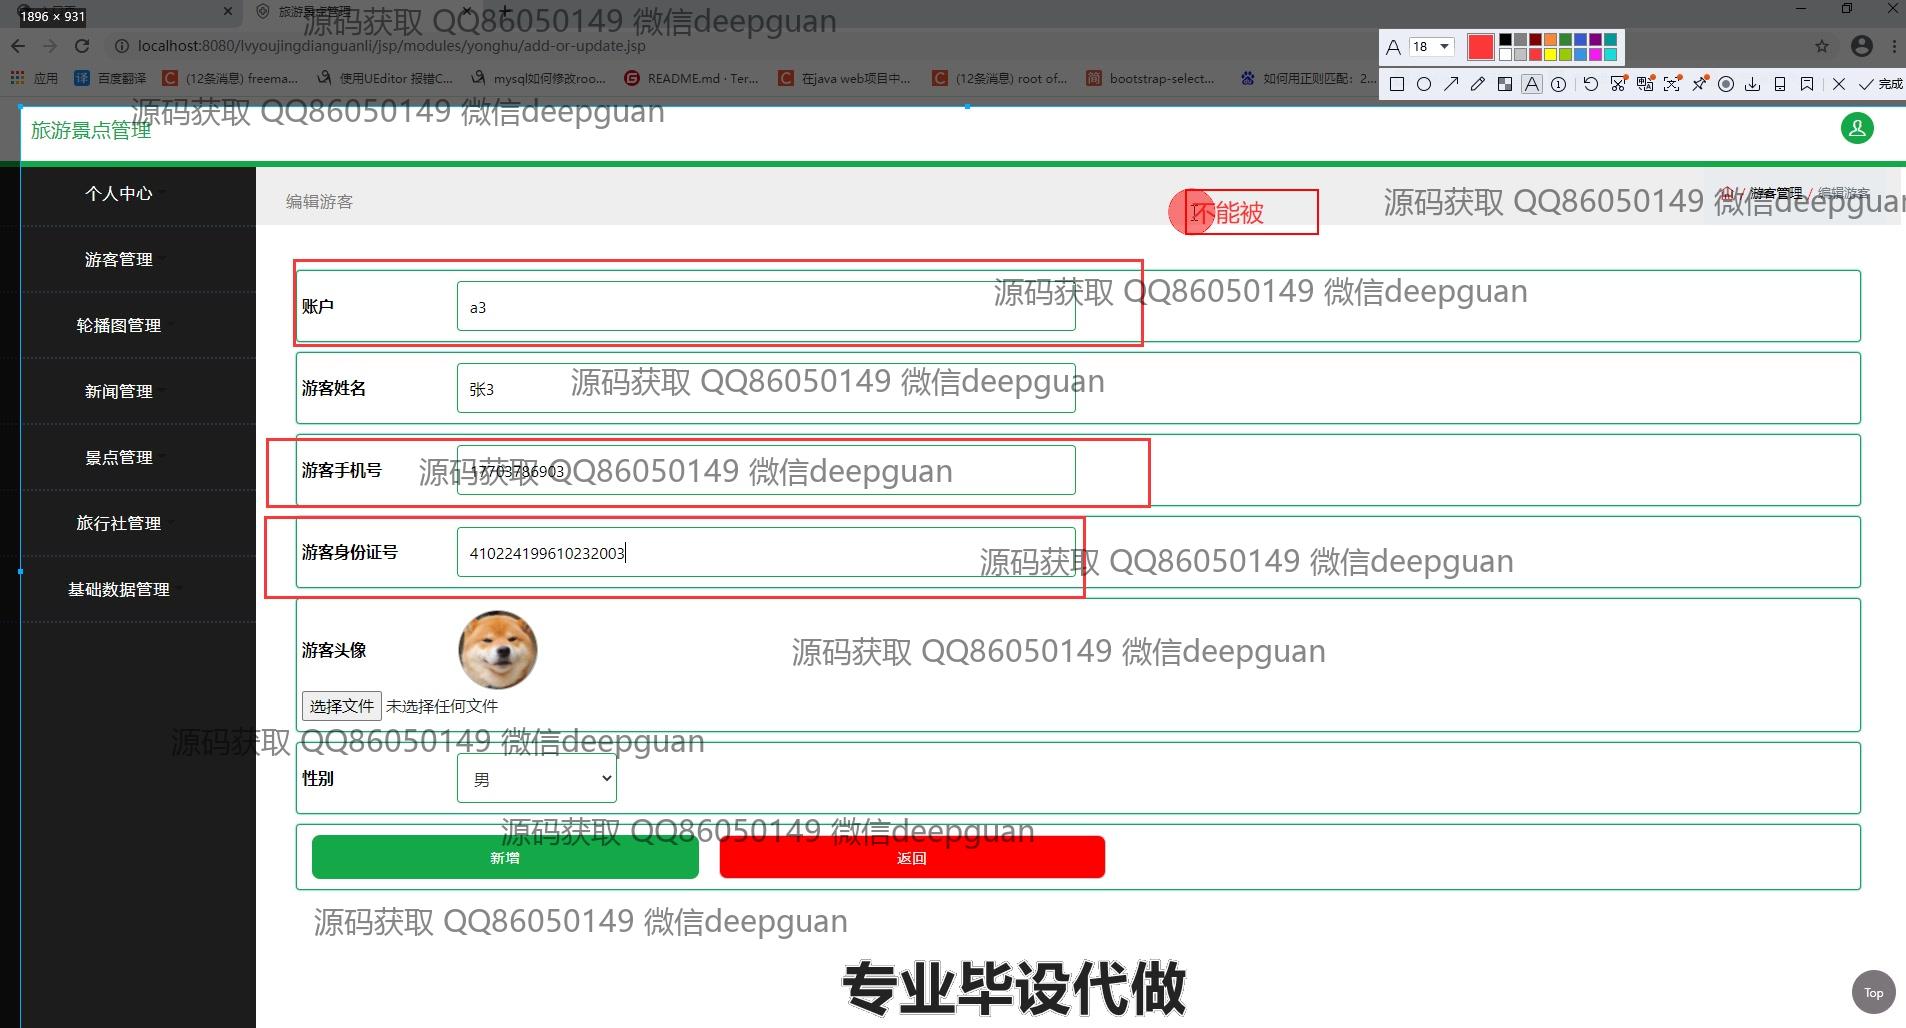 1896 × 931
旅游景点管理
源码获取 QQ86050149 微信deepguan
localhost:8080/lvyoujingdianguanli/jsp/modules/yonghu/add-or-update.jsp
18
应用
百度翻译
(12条消息) freema...
使用UEditor 报错C...
mysql如何修改roo...
README.md · Ter...
在java web项目中...
(12条消息) root of...
bootstrap-select...
如何用正则匹配：2...
完成
源码获取 QQ86050149 微信deepguan
旅游景点管理
个人中心
游客管理
轮播图管理
新闻管理
景点管理
旅行社管理
基础数据管理
编辑游客
不能被
/ 游客管理 / 编辑游客
源码获取 QQ86050149 微信deepguan
源码获取 QQ86050149 微信deepguan
账户
a3
游客姓名
张3
源码获取 QQ86050149 微信deepguan
游客手机号
17703786903
源码获取 QQ86050149 微信deepguan
游客身份证号
410224199610232003
源码获取 QQ86050149 微信deepguan
游客头像
源码获取 QQ86050149 微信deepguan
选择文件 未选择任何文件
源码获取 QQ86050149 微信deepguan
性别
男
源码获取 QQ86050149 微信deepguan
新增
返回
源码获取 QQ86050149 微信deepguan
专业毕设代做
Top